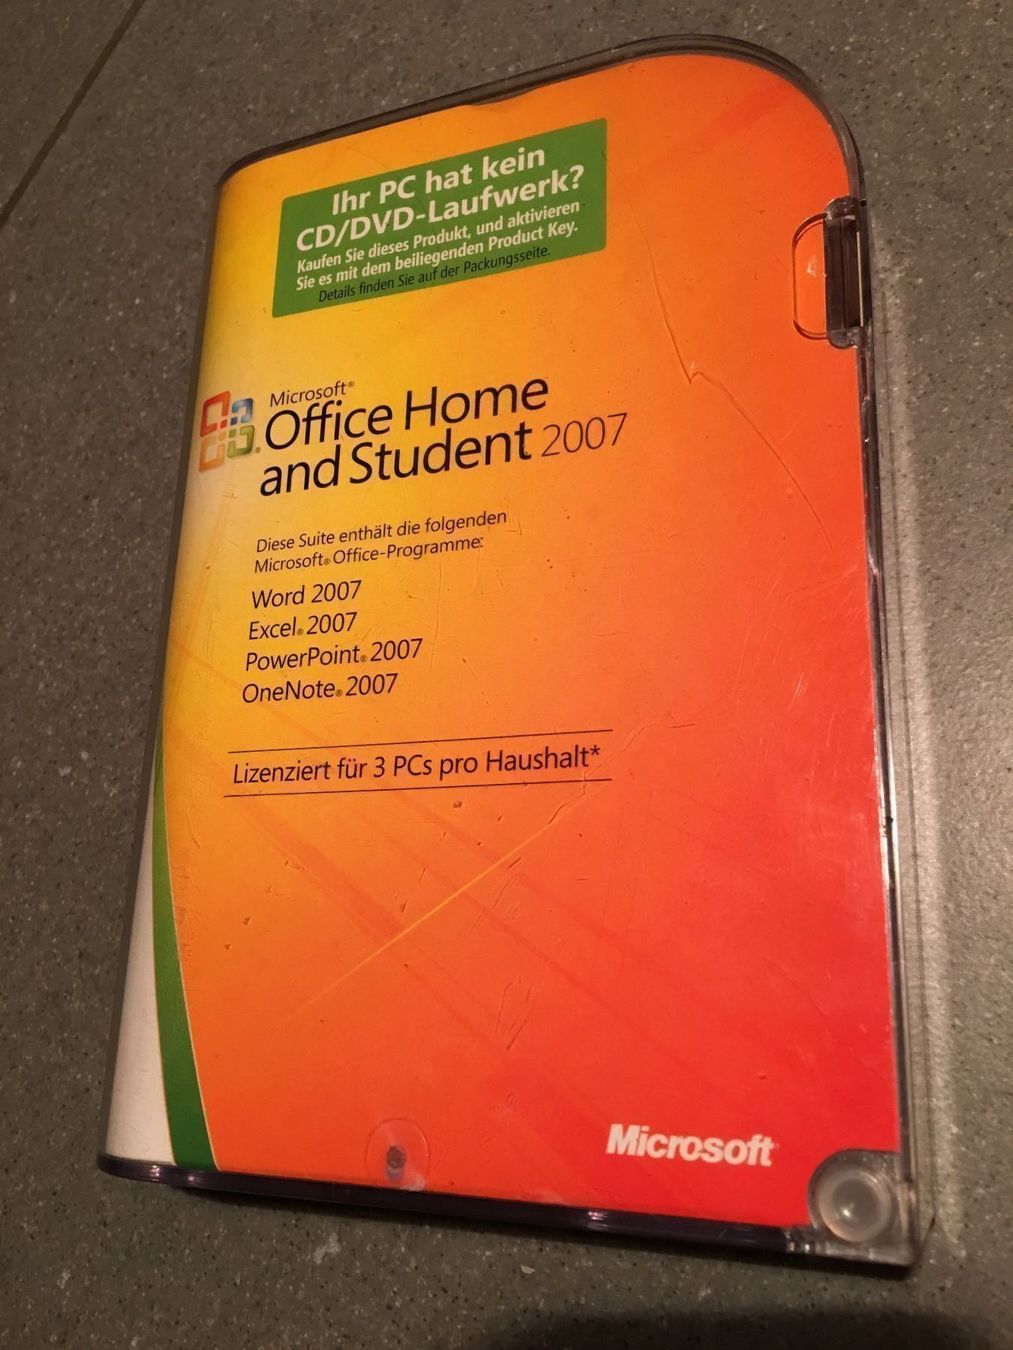 Ihr PC hat kein
CD/DVD-Laufwerk?
Kaufen Sie dieses Produkt, und aktivieren
Sie es mit dem beiliegenden Product Key.
Details finden Sie auf der Packungsseite.
Microsoft®
Office Home
and Student 2007
Diese Suite enthält die folgenden
Microsoft® Office-Programme:
Word 2007
Excel® 2007
PowerPoint® 2007
OneNote® 2007
Lizenziert für 3 PCs pro Haushalt*
Microsoft